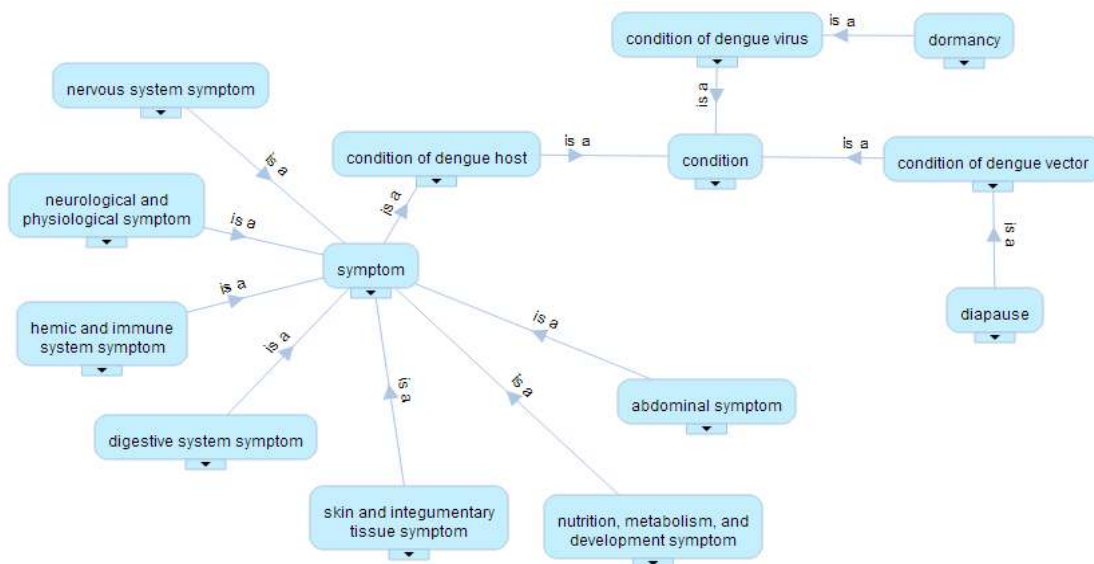 is a
condition of dengue virus
dormancy
nervous system symptom
is a
is a
condition of dengue host
is a
condition
is a
condition of dengue vector
neurological and
physiological symptom
is a
is a
is a
symptom
is a
hemic and immune
system symptom
diapause
is a
is a
is a
is a
abdominal symptom
digestive system symptom
skin and integumentary
tissue symptom
nutrition, metabolism, and
development symptom